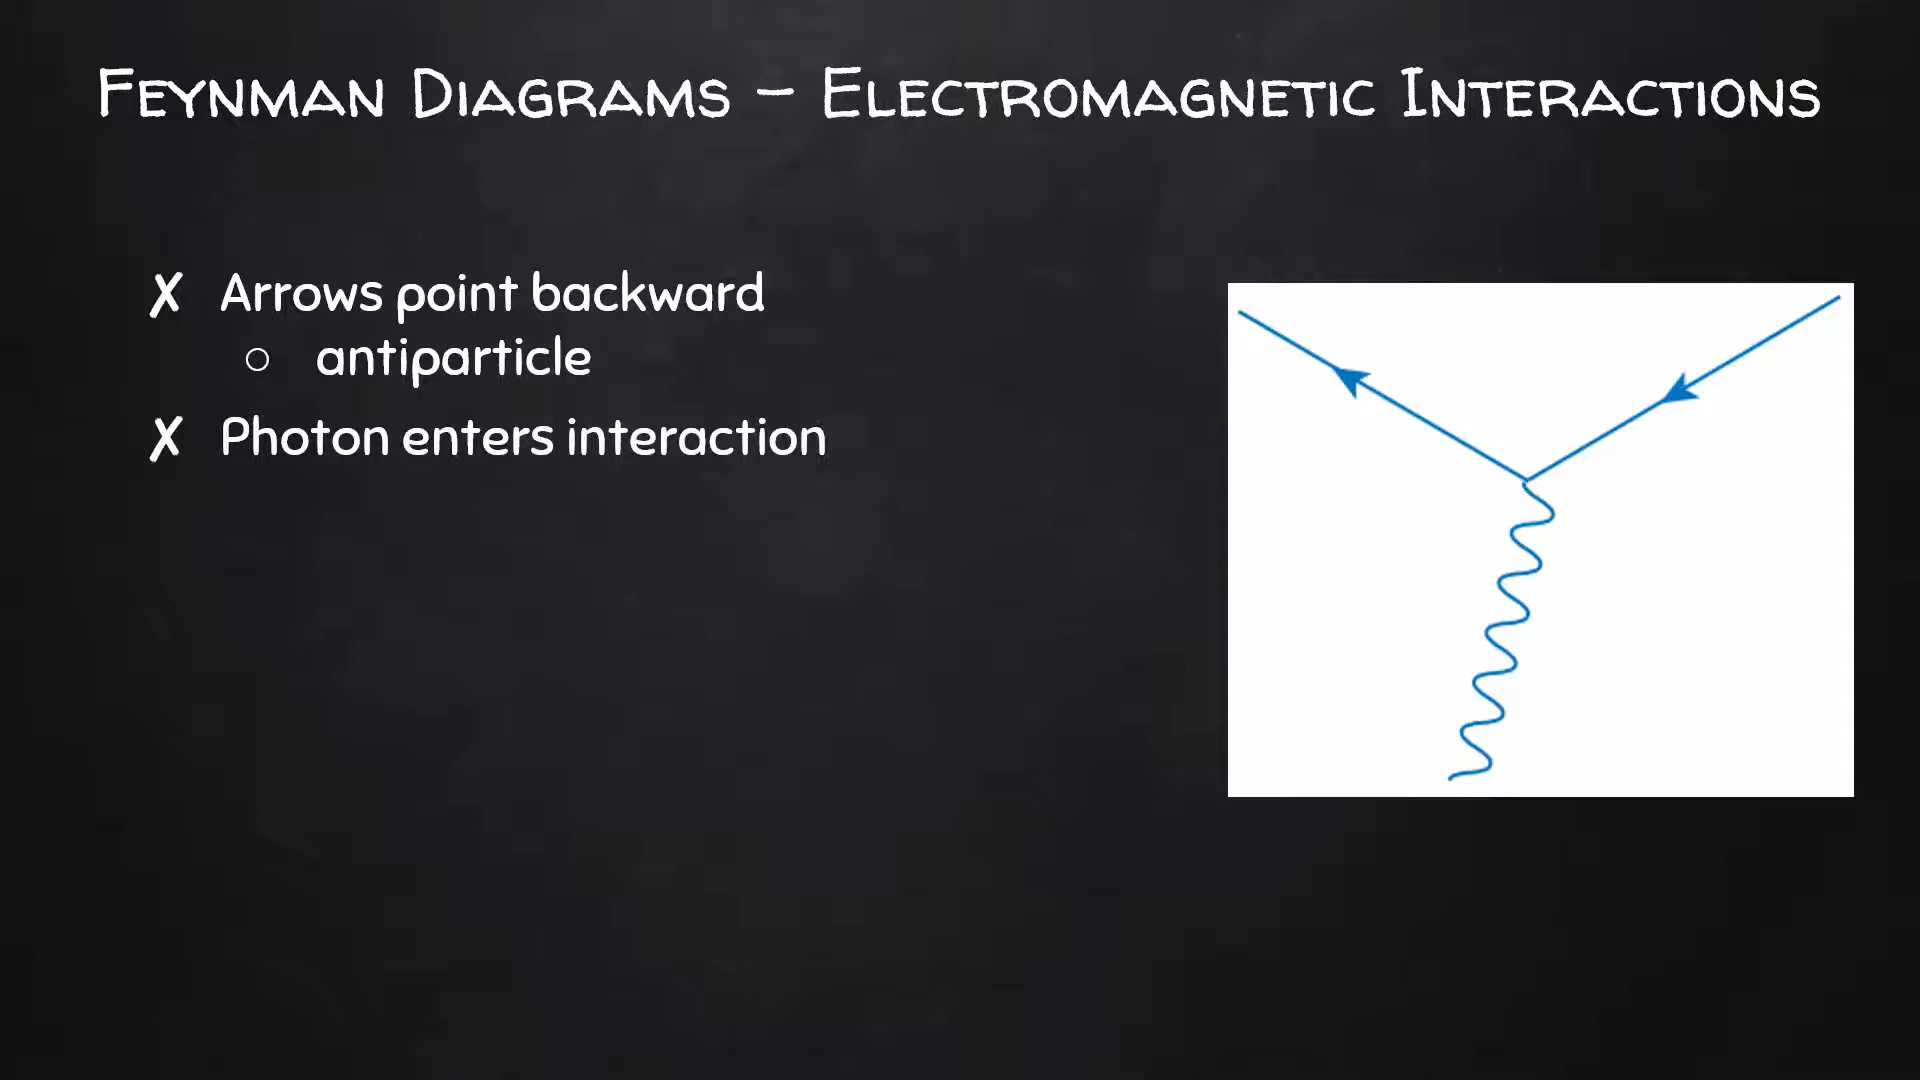 Feynman Diagrams – Electromagnetic Interactions
✗ Arrows point backward
○ antiparticle
✗ Photon enters interaction